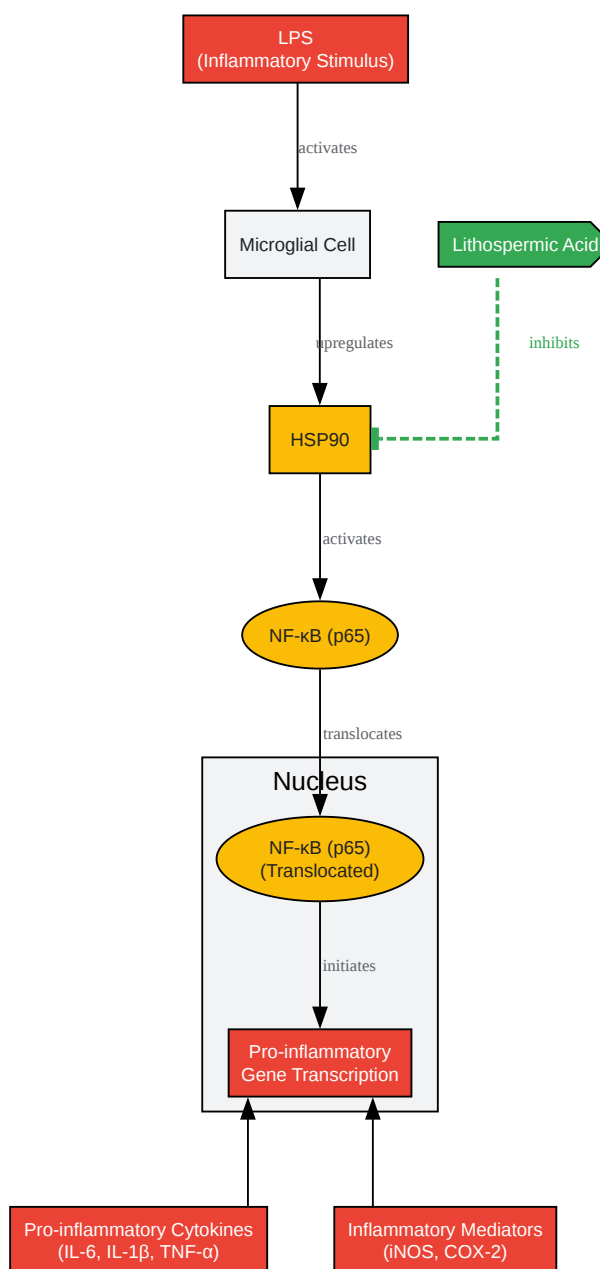 LPS
(Inflammatory Stimulus)
activates
Microglial Cell
Lithospermic Acid
upregulates
inhibits
HSP90
activates
NF-κB (p65)
translocates
Nucleus
NF-κB (p65)
(Translocated)
initiates
Pro-inflammatory
Gene Transcription
Pro-inflammatory Cytokines
(IL-6, IL-1β, TNF-α)
Inflammatory Mediators
(iNOS, COX-2)